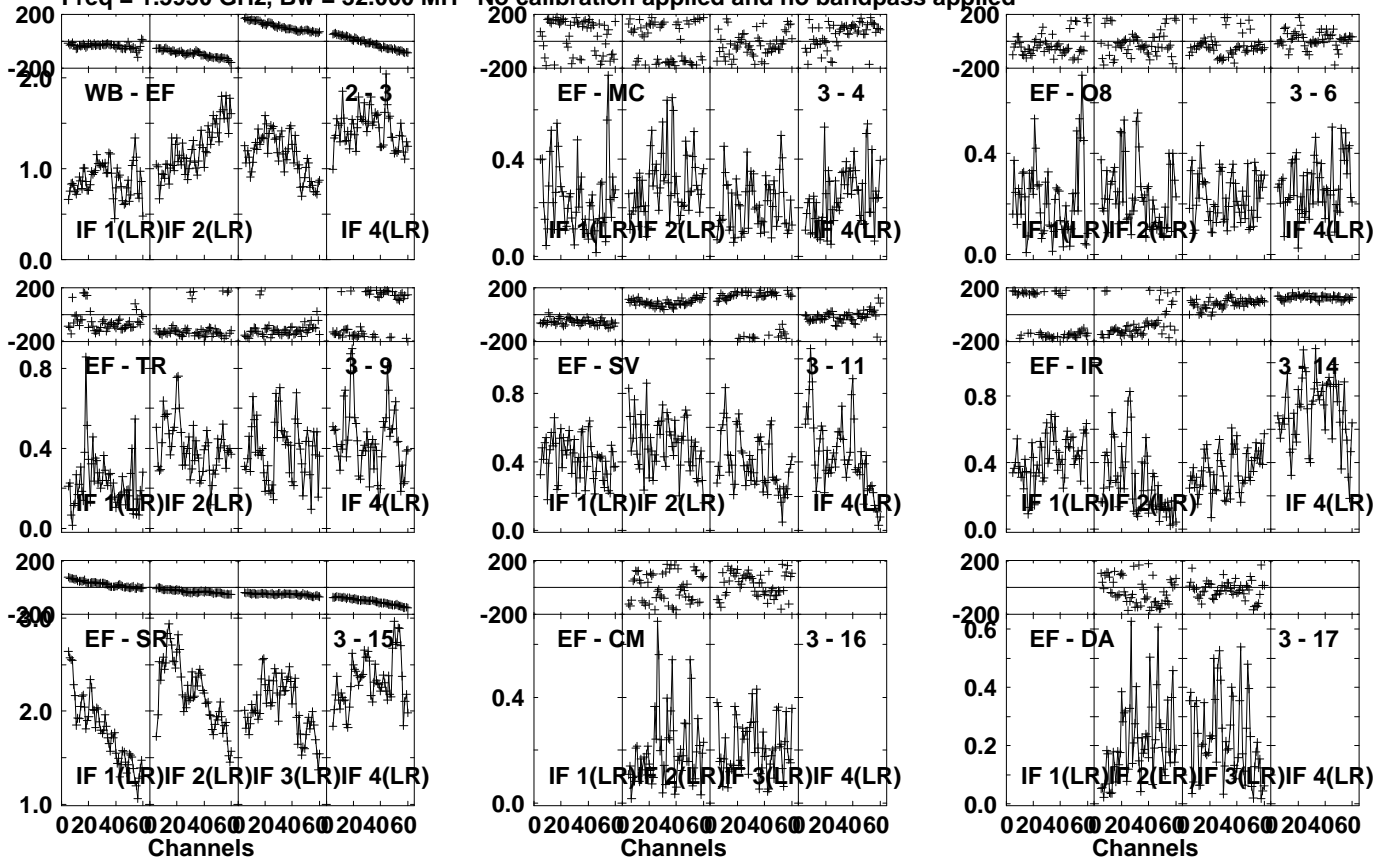 Freq = 1.9950 GHz, Bw = 32.000 MH No calibration applied and no bandpass applied
200
-200
2.0
1.0
0.0
WB - EF
2 - 3
IF 1(LR)
IF 2(LR)
IF 4(LR)
0.4
0.0
200
-200
EF - MC
3 - 4
IF 1(LR)
IF 2(LR)
IF 4(LR)
200
-200
0.4
0.0
EF - O8
3 - 6
IF 1(LR)
IF 2(LR)
IF 4(LR)
200
-200
0.8
0.4
0.0
EF - TR
3 - 9
IF 1(LR)
IF 2(LR)
IF 4(LR)
200
-200
0.8
0.4
0.0
EF - SV
3 - 11
IF 1(LR)
IF 2(LR)
IF 4(LR)
200
-200
0.8
0.4
0.0
EF - IR
3 - 14
IF 1(LR)
IF 2(LR)
IF 4(LR)
200
-200
3.0
2.0
1.0
EF - SR
3 - 15
IF 1(LR)
IF 2(LR)
IF 3(LR)
IF 4(LR)
0 20 40 60 0 20 40 60 0 20 40 60 0 20 40 60
Channels
200
-200
0.4
0.0
EF - CM
3 - 16
IF 1(LR)
IF 2(LR)
IF 3(LR)
IF 4(LR)
0 20 40 60 0 20 40 60 0 20 40 60 0 20 40 60
Channels
200
-200
0.6
0.4
0.2
0.0
EF - DA
3 - 17
IF 1(LR)
IF 2(LR)
IF 3(LR)
IF 4(LR)
0 20 40 60 0 20 40 60 0 20 40 60 0 20 40 60
Channels